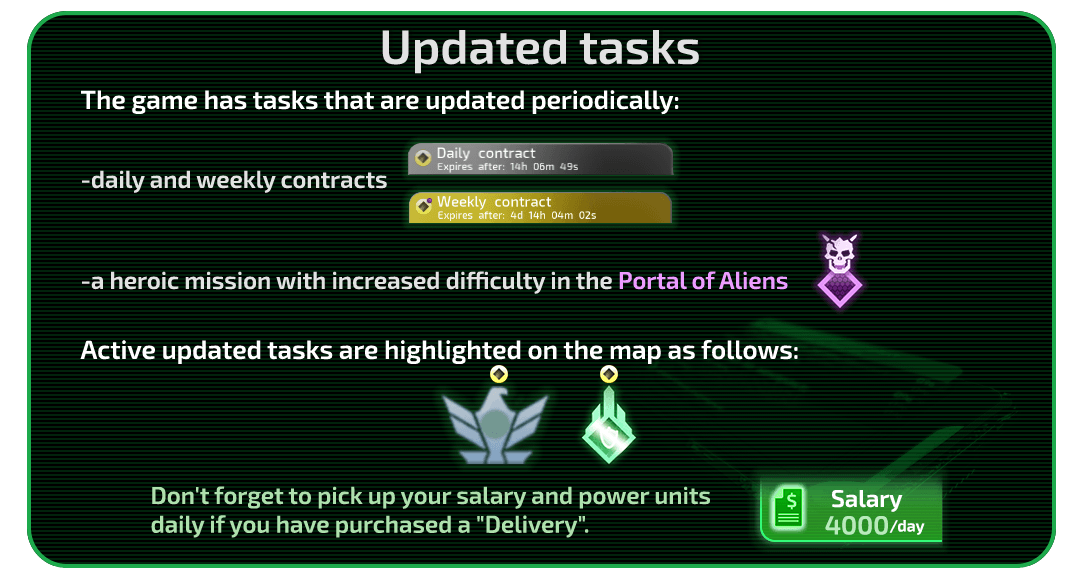 Updated tasks
The game has tasks that are updated periodically:
-daily and weekly contracts
Daily contract
Expires after: 14h 06m 49s
Weekly contract
Expires after: 4d 14h 04m 02s
-a heroic mission with increased difficulty in the Portal of Aliens
Active updated tasks are highlighted on the map as follows:
Don't forget to pick up your salary and power units
daily if you have purchased a "Delivery".
$
Salary
4000/day